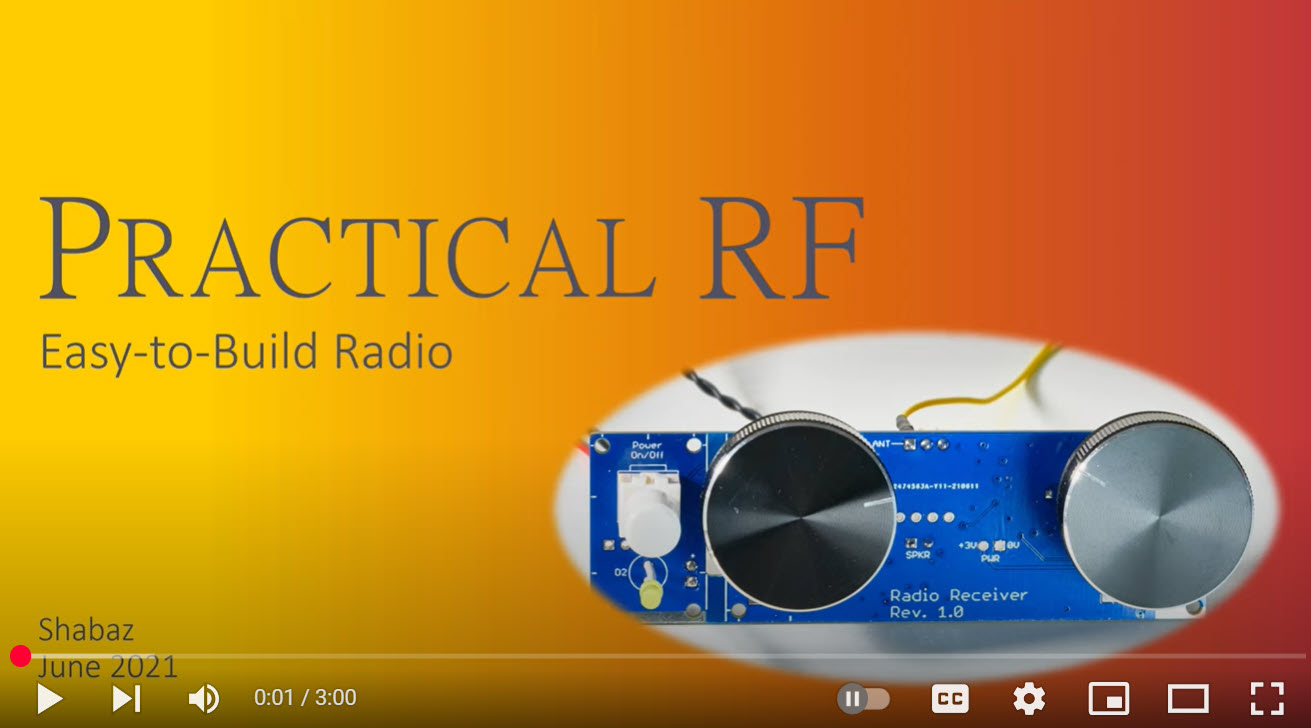 PRACTICAL RF
Easy-to-Build Radio
Power
On/Off
ANT
2474363A-Y11-210611
+
SPKR
+3V
0V
PWR
D2
Radio Receiver
Rev. 1.0
Shabaz
June 2021
0:01 / 3:00
CC